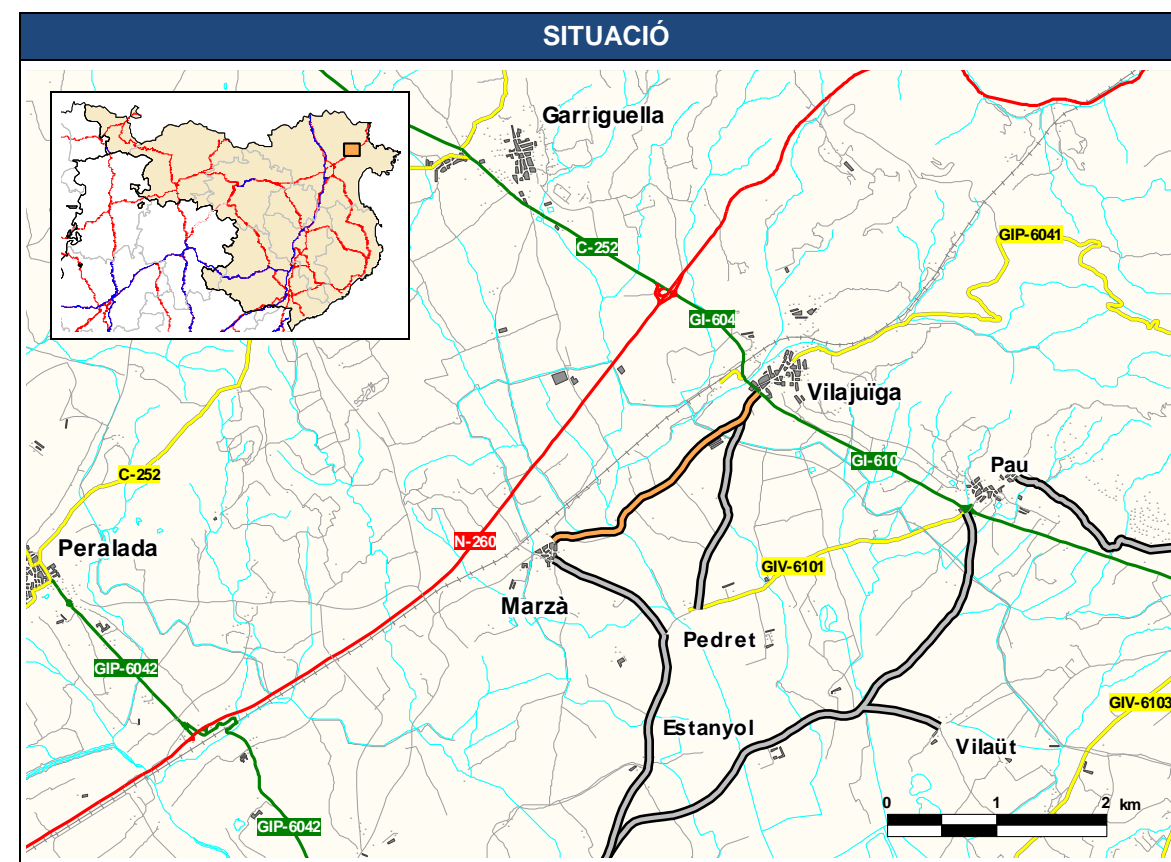 SITUACIÓ
Garriguella
GIP-6041
C-252
GI-604
Vilajuïga
GI-610
Pau
C-252
N-260
Peralada
GIV-6101
Marzà
Pedret
GIP-6042
GIV-6103
Estanyol
Vilaüt
0 1 2 km
GIP-6042